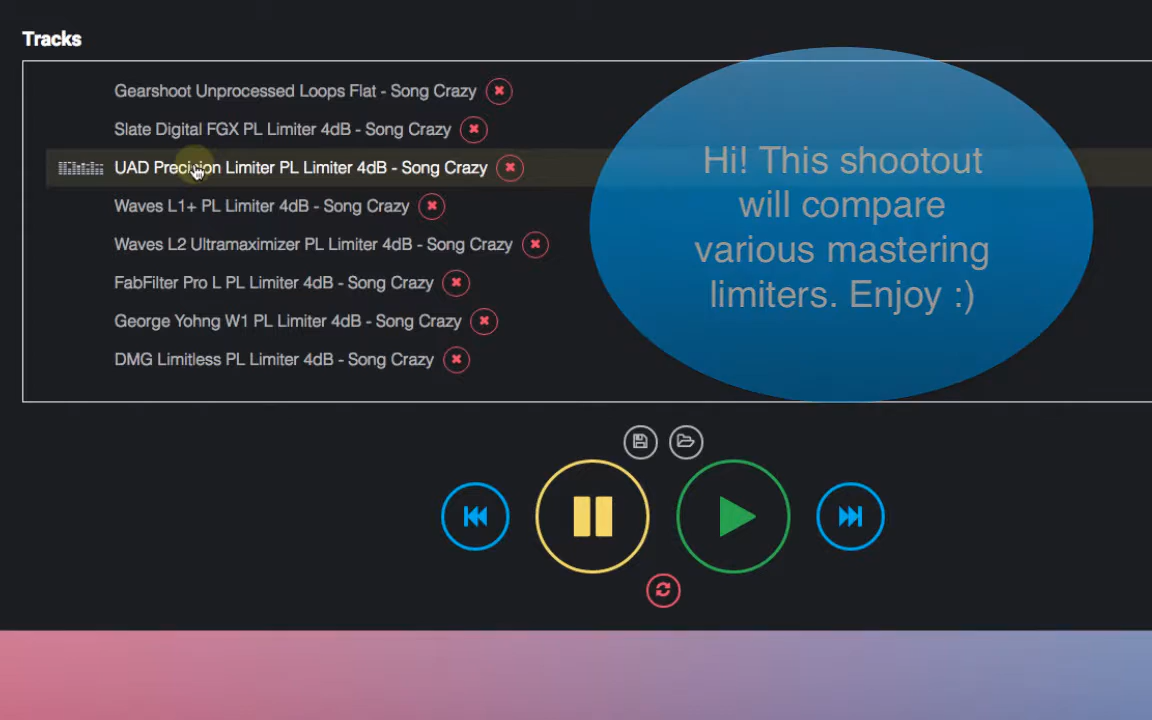 Tracks
Gearshoot Unprocessed Loops Flat - Song Crazy
Slate Digital FGX PL Limiter 4dB - Song Crazy
UAD Precision Limiter PL Limiter 4dB - Song Crazy
Waves L1+ PL Limiter 4dB - Song Crazy
Waves L2 Ultramaximizer PL Limiter 4dB - Song Crazy
FabFilter Pro L PL Limiter 4dB - Song Crazy
George Yohng W1 PL Limiter 4dB - Song Crazy
DMG Limitless PL Limiter 4dB - Song Crazy
Hi! This shootout
will compare
various mastering
limiters. Enjoy :)